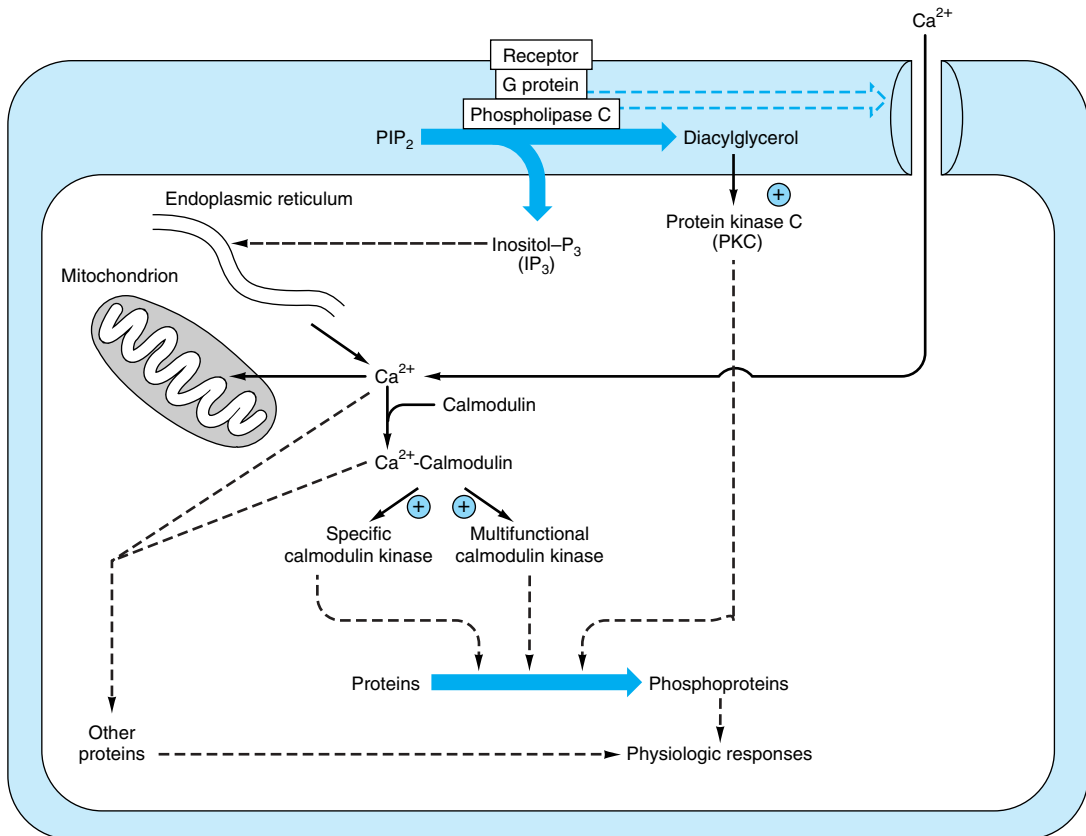 Ca²⁺
Receptor
G protein
Phospholipase C
PIP₂
Diacylglycerol
Endoplasmic reticulum
+
Protein kinase C
(PKC)
Inositol–P₃
(IP₃)
Mitochondrion
Ca²⁺
Calmodulin
Ca²⁺-Calmodulin
+ +
Specific
calmodulin kinase
Multifunctional
calmodulin kinase
Proteins
Phosphoproteins
Other
proteins
Physiologic responses